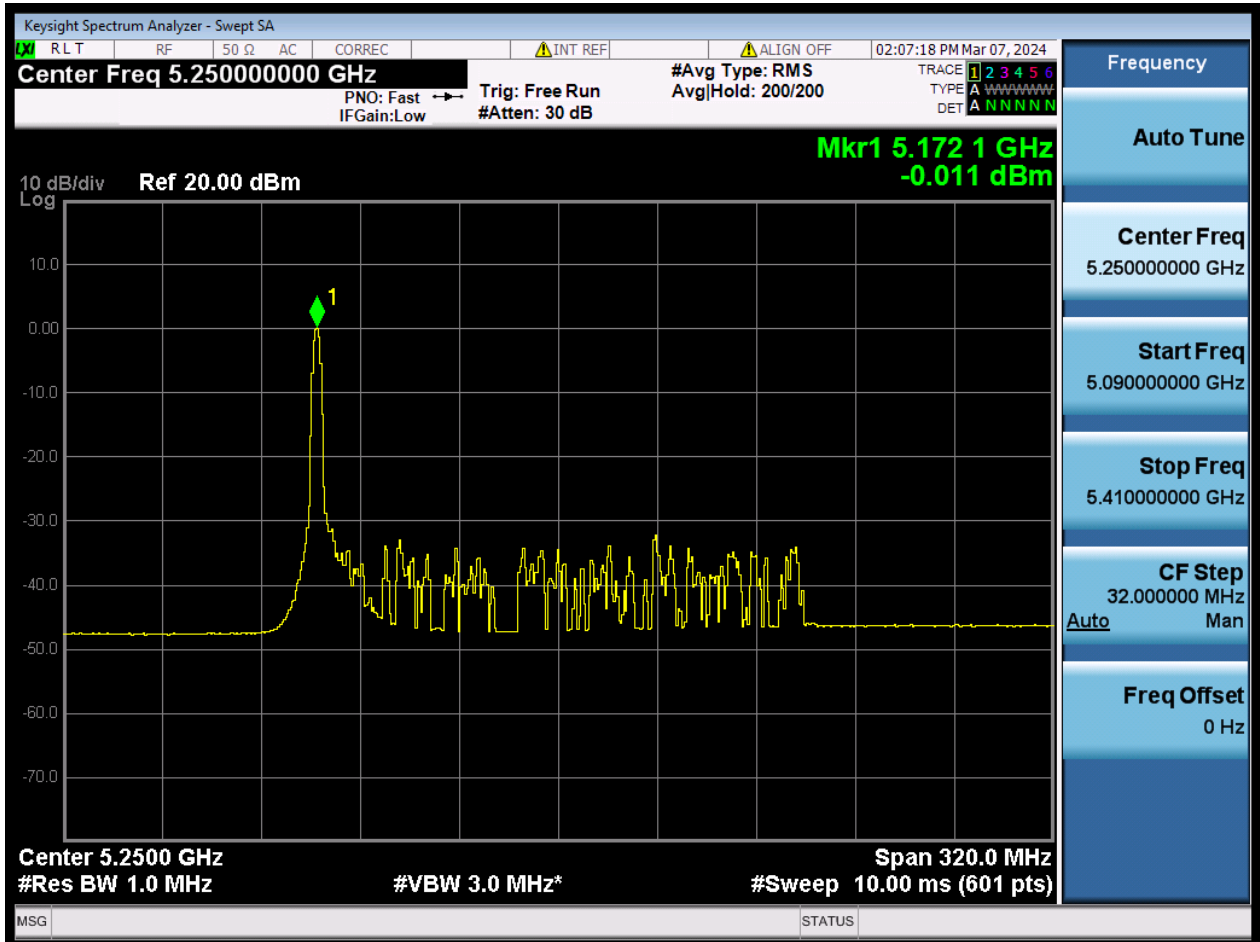 Keysight Spectrum Analyzer - Swept SA
LXI RLT RF 50 Ω AC CORREC INT REF ALIGN OFF 02:07:18 PM Mar 07, 2024
Center Freq 5.250000000 GHz
PNO: Fast
IFGain:Low
Trig: Free Run
#Atten: 30 dB
#Avg Type: RMS
Avg|Hold: 200/200
TRACE 1 2 3 4 5 6
TYPE A WWWWW
DET A N N N N N
Mkr1 5.172 1 GHz
-0.011 dBm
10 dB/div Ref 20.00 dBm
Log
10.0
1
0.00
-10.0
-20.0
-30.0
-40.0
-50.0
-60.0
-70.0
Center 5.2500 GHz Span 320.0 MHz
#Res BW 1.0 MHz #VBW 3.0 MHz* #Sweep 10.00 ms (601 pts)
MSG STATUS
Frequency
Auto Tune
Center Freq
5.250000000 GHz
Start Freq
5.090000000 GHz
Stop Freq
5.410000000 GHz
CF Step
32.000000 MHz
Auto Man
Freq Offset
0 Hz